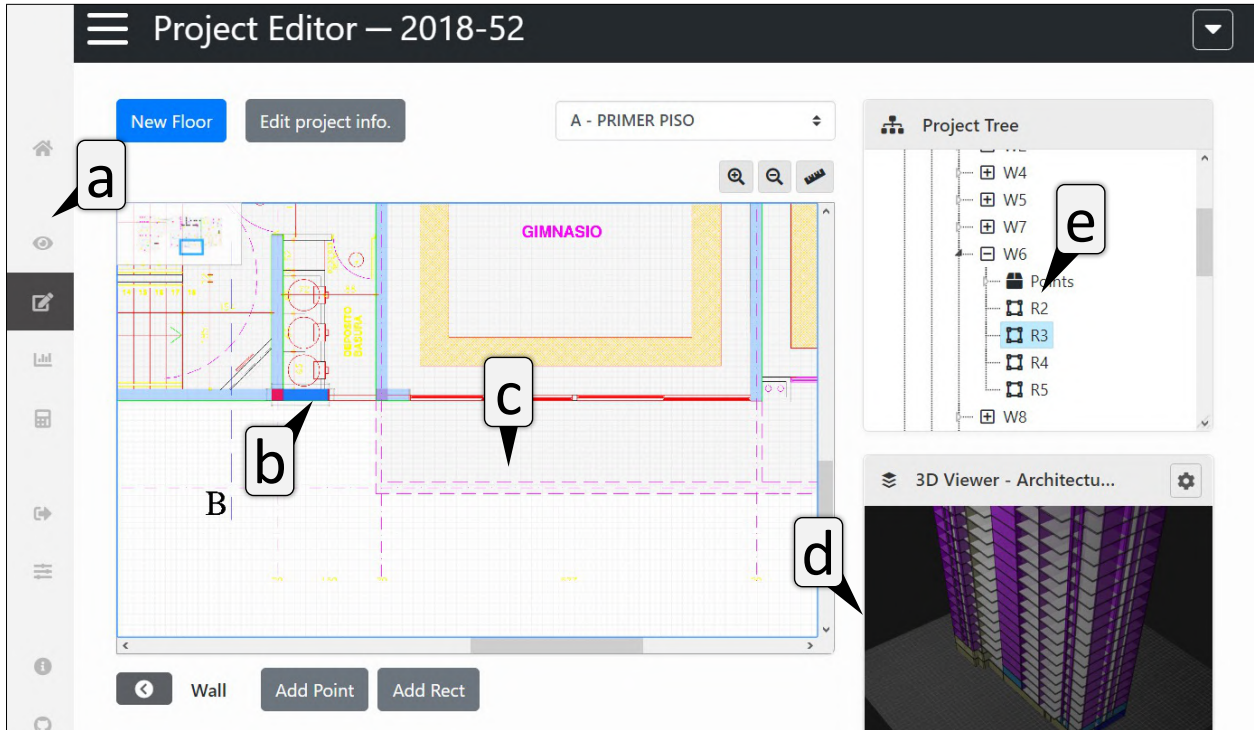 Project Editor — 2018-52
New Floor
Edit project info.
A - PRIMER PISO
Project Tree
a
W4
W5
W7
W6
e
Points
R2
R3
R4
R5
W8
GIMNASIO
DEPOSITO
BASURA
c
b
B
3D Viewer - Architectu...
d
Wall
Add Point
Add Rect